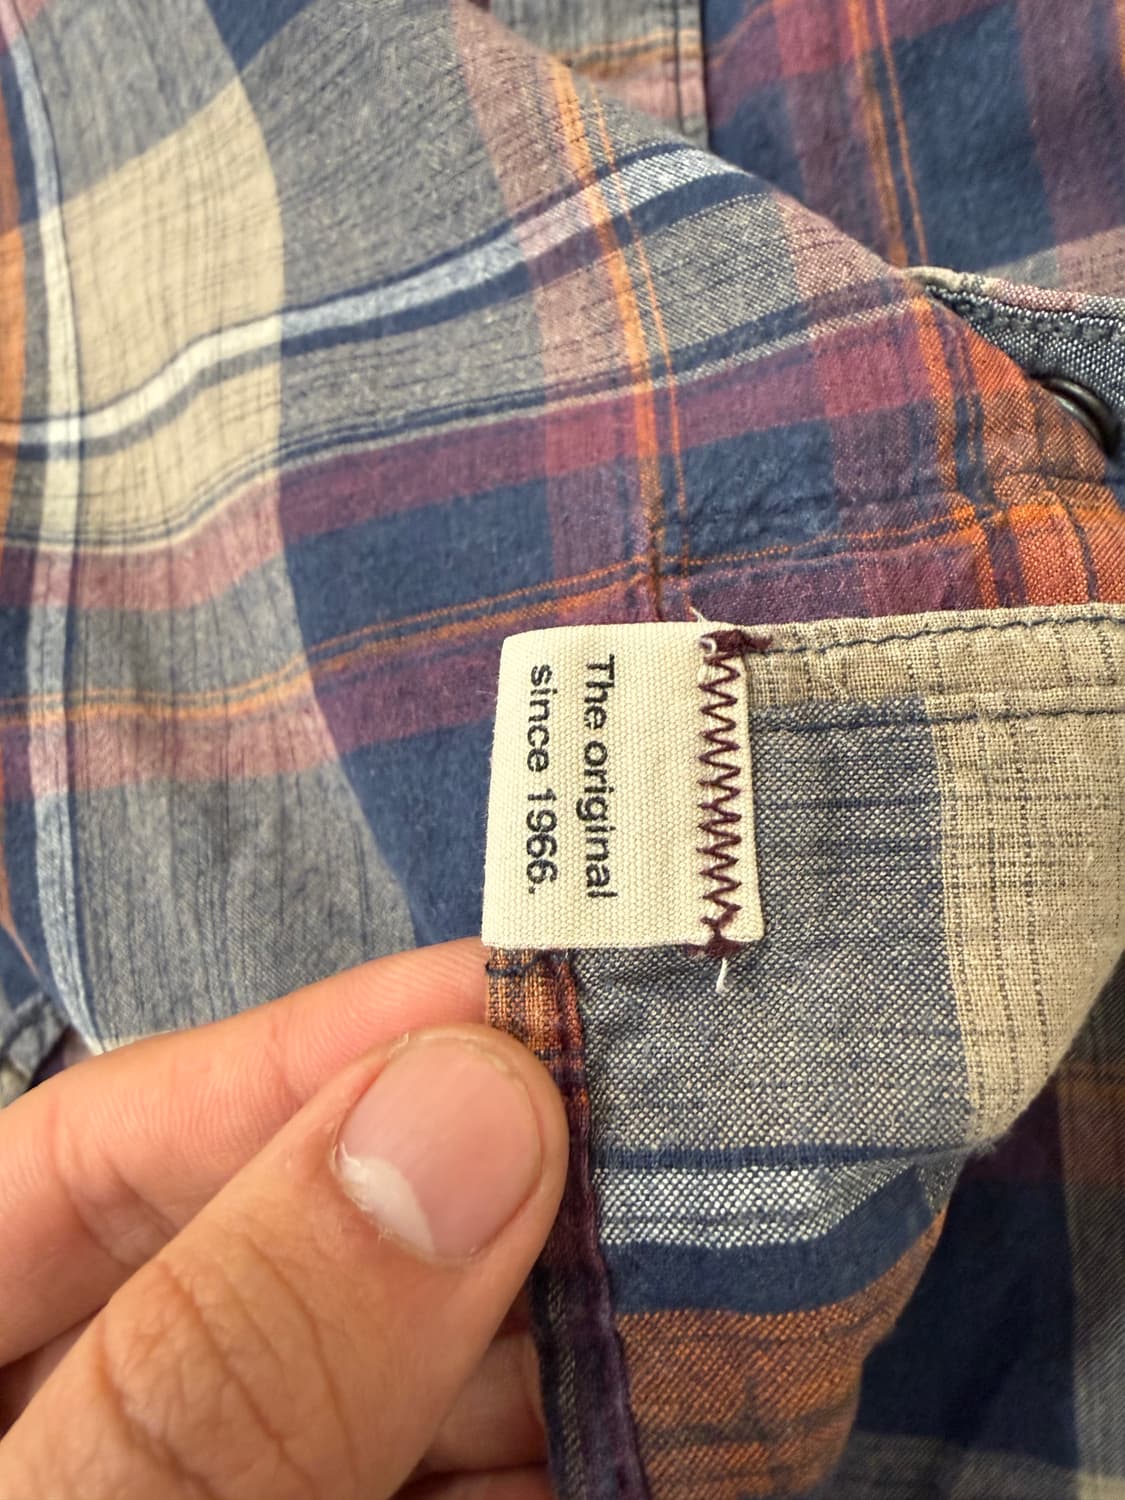 The original
since 1966.